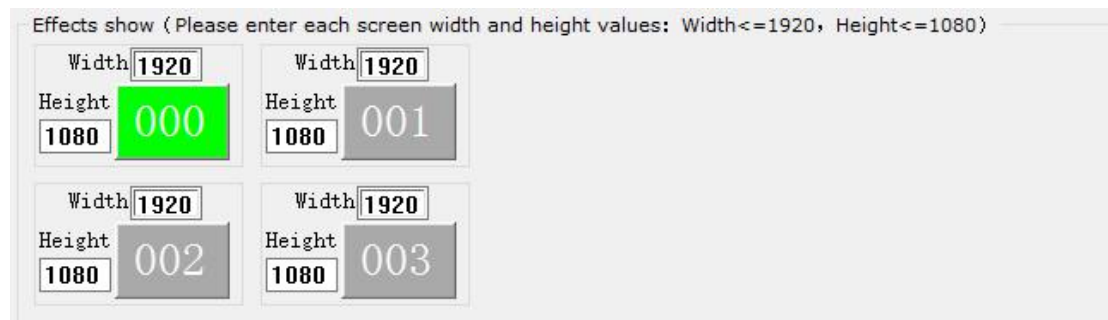 Effects show（Please enter each screen width and height values: Width<=1920，Height<=1080）
Width 1920 Width 1920
Height Height
000 001
1080 1080
Width 1920 Width 1920
Height Height
002 003
1080 1080